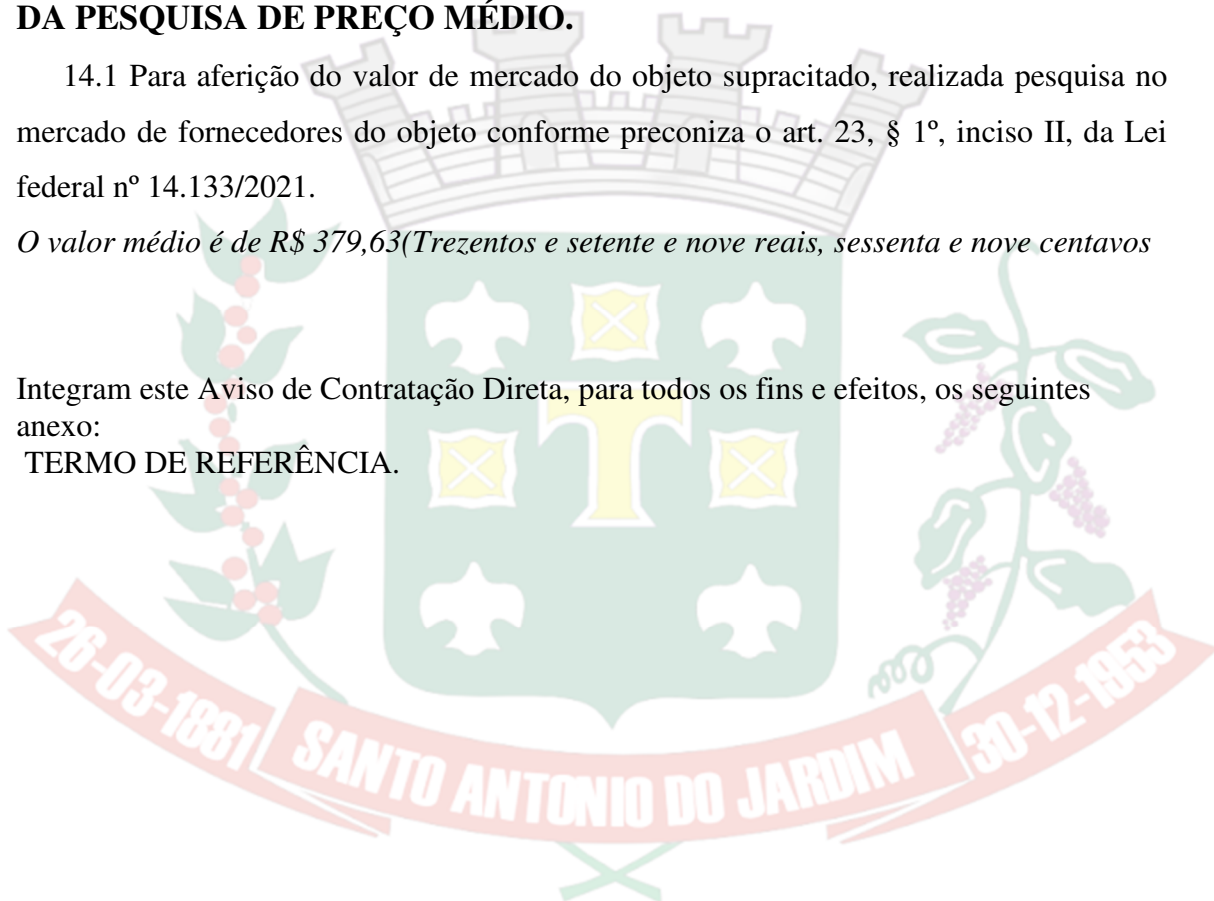 DA PESQUISA DE PREÇO MÉDIO.
14.1 Para aferição do valor de mercado do objeto supracitado, realizada pesquisa no
mercado de fornecedores do objeto conforme preconiza o art. 23, § 1º, inciso II, da Lei
federal nº 14.133/2021.
O valor médio é de R$ 379,63(Trezentos e setente e nove reais, sessenta e nove centavos
Integram este Aviso de Contratação Direta, para todos os fins e efeitos, os seguintes
anexo:
TERMO DE REFERÊNCIA.
26-03-1881 SANTO ANTONIO DO JARDIM 30-12-1953